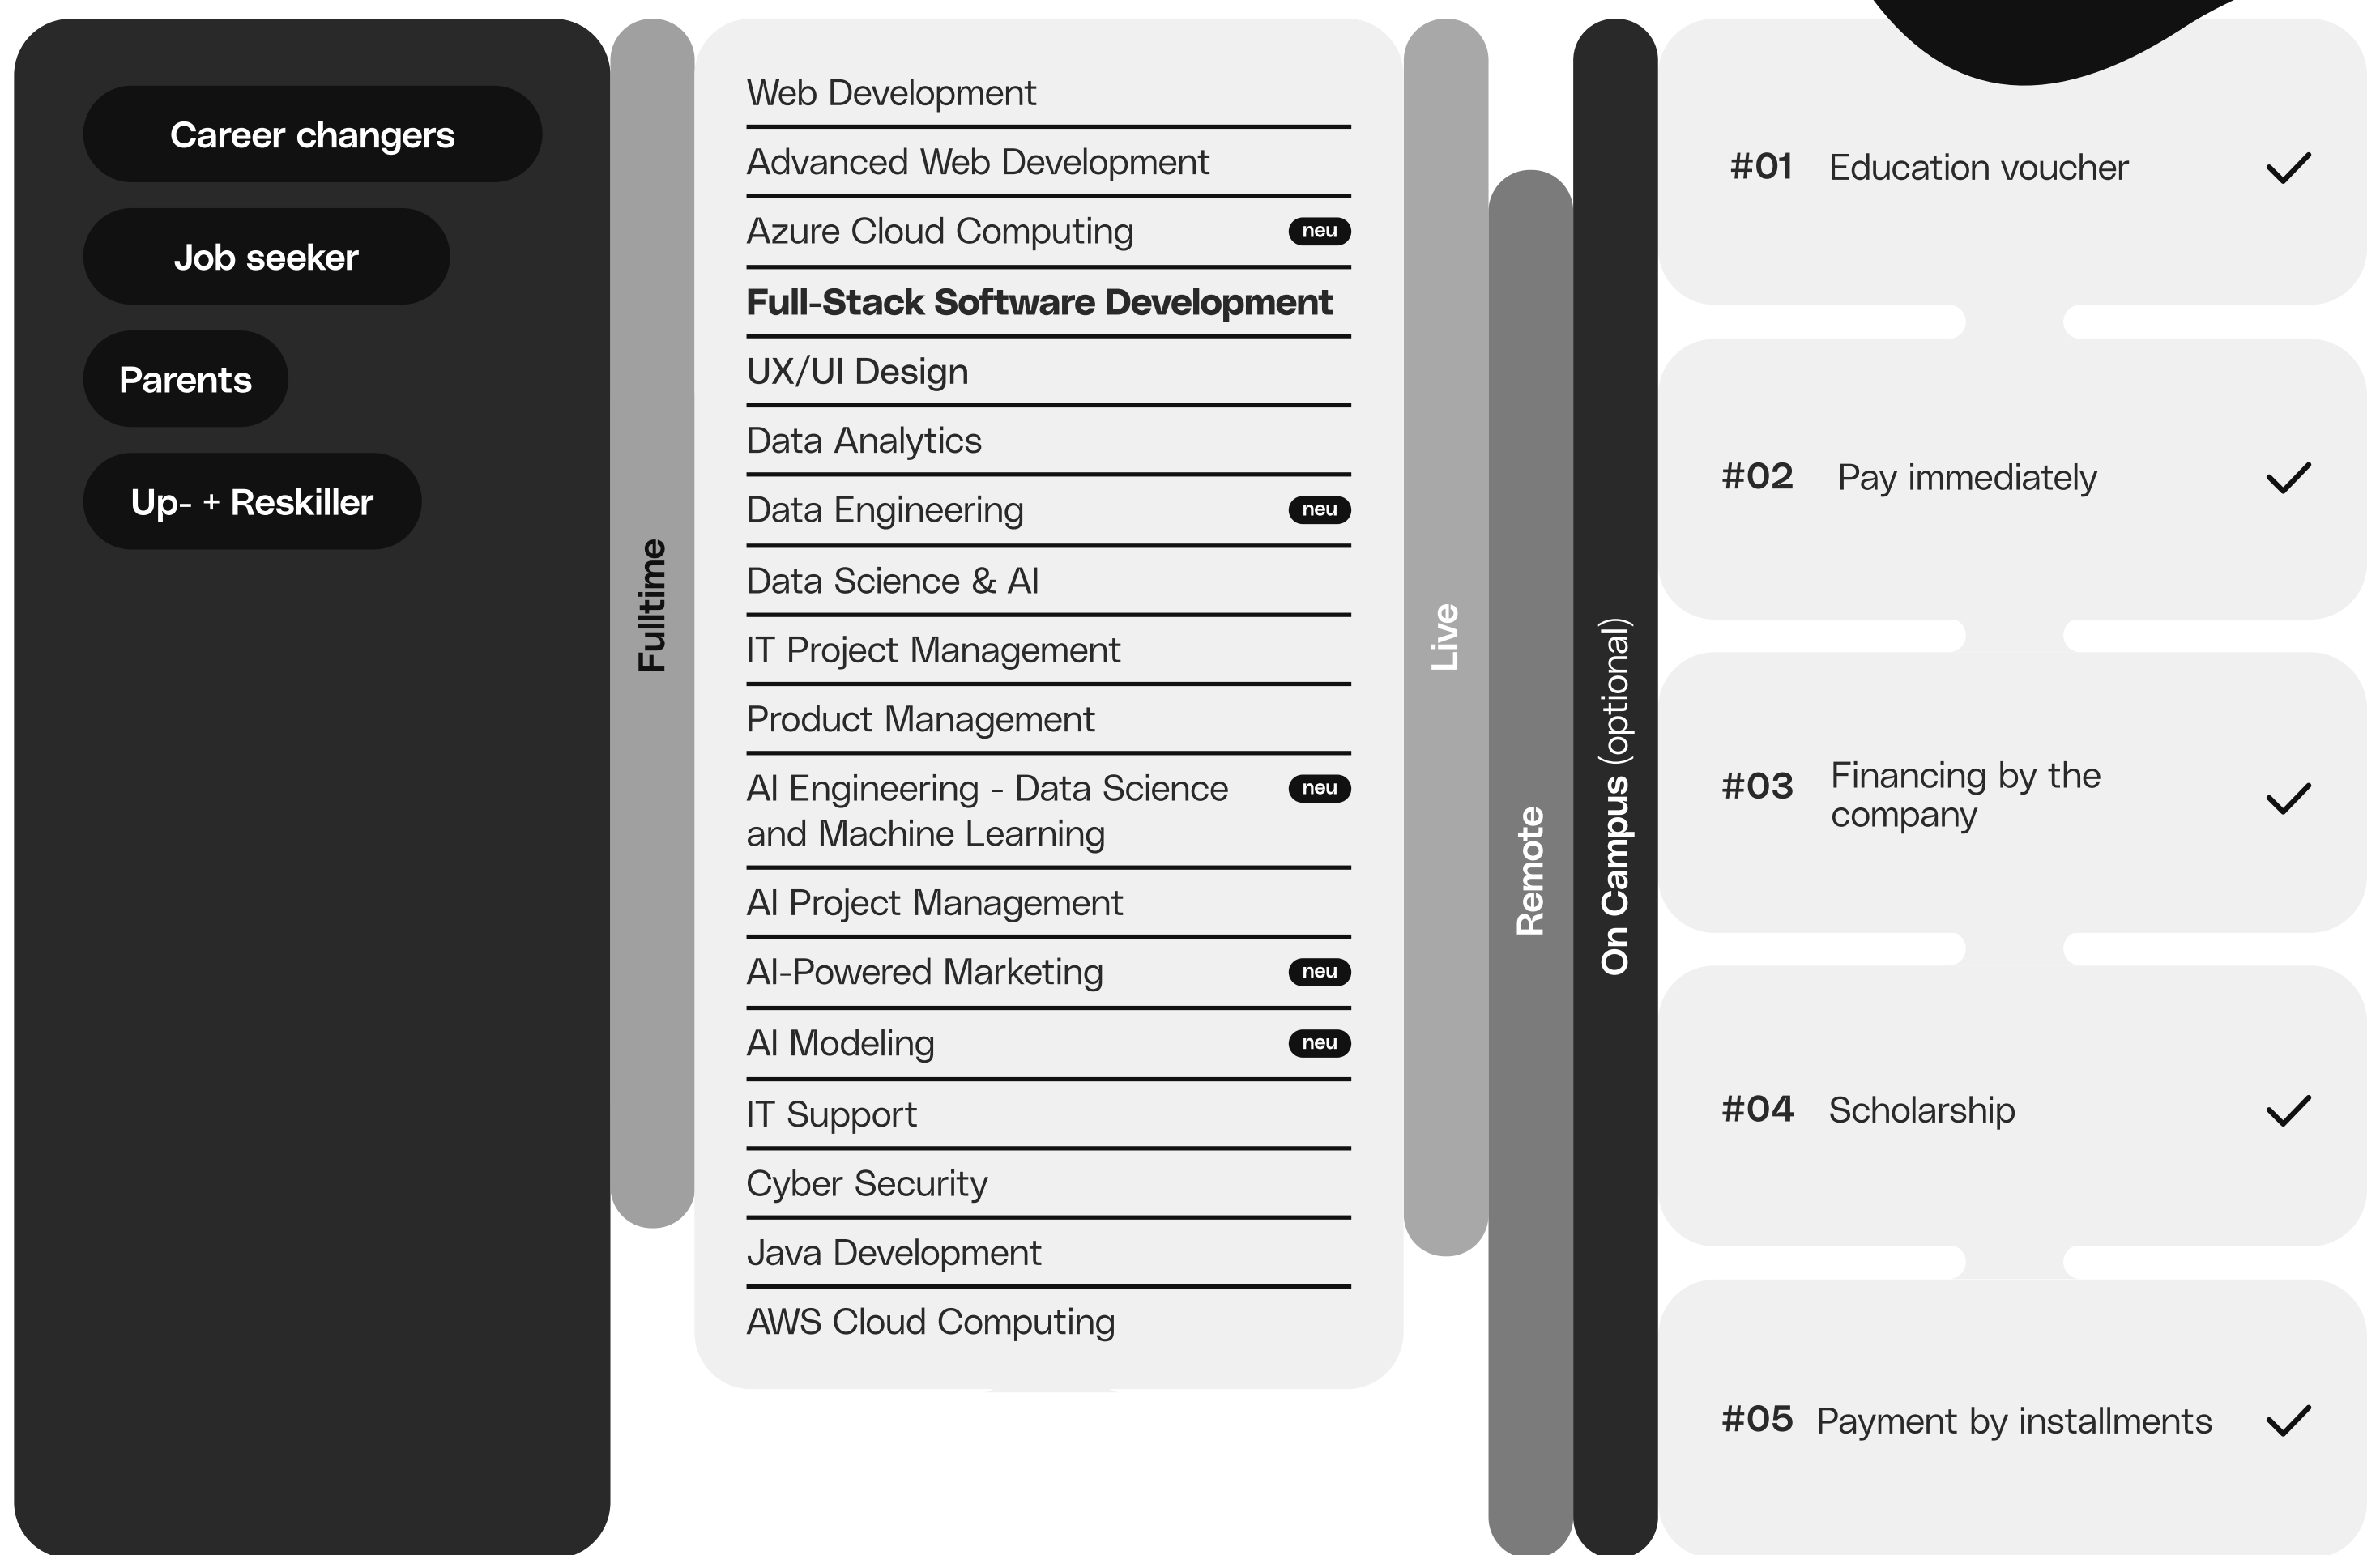 Career changers
Job seeker
Parents
Up- + Reskiller
Fulltime
Web Development
Advanced Web Development
Azure Cloud Computing neu
Full-Stack Software Development
UX/UI Design
Data Analytics
Data Engineering neu
Data Science & AI
IT Project Management
Product Management
AI Engineering - Data Science neu
and Machine Learning
AI Project Management
AI-Powered Marketing neu
AI Modeling neu
IT Support
Cyber Security
Java Development
AWS Cloud Computing
Live
Remote
On Campus (optional)
#01 Education voucher
#02 Pay immediately
#03 Financing by the
company
#04 Scholarship
#05 Payment by installments